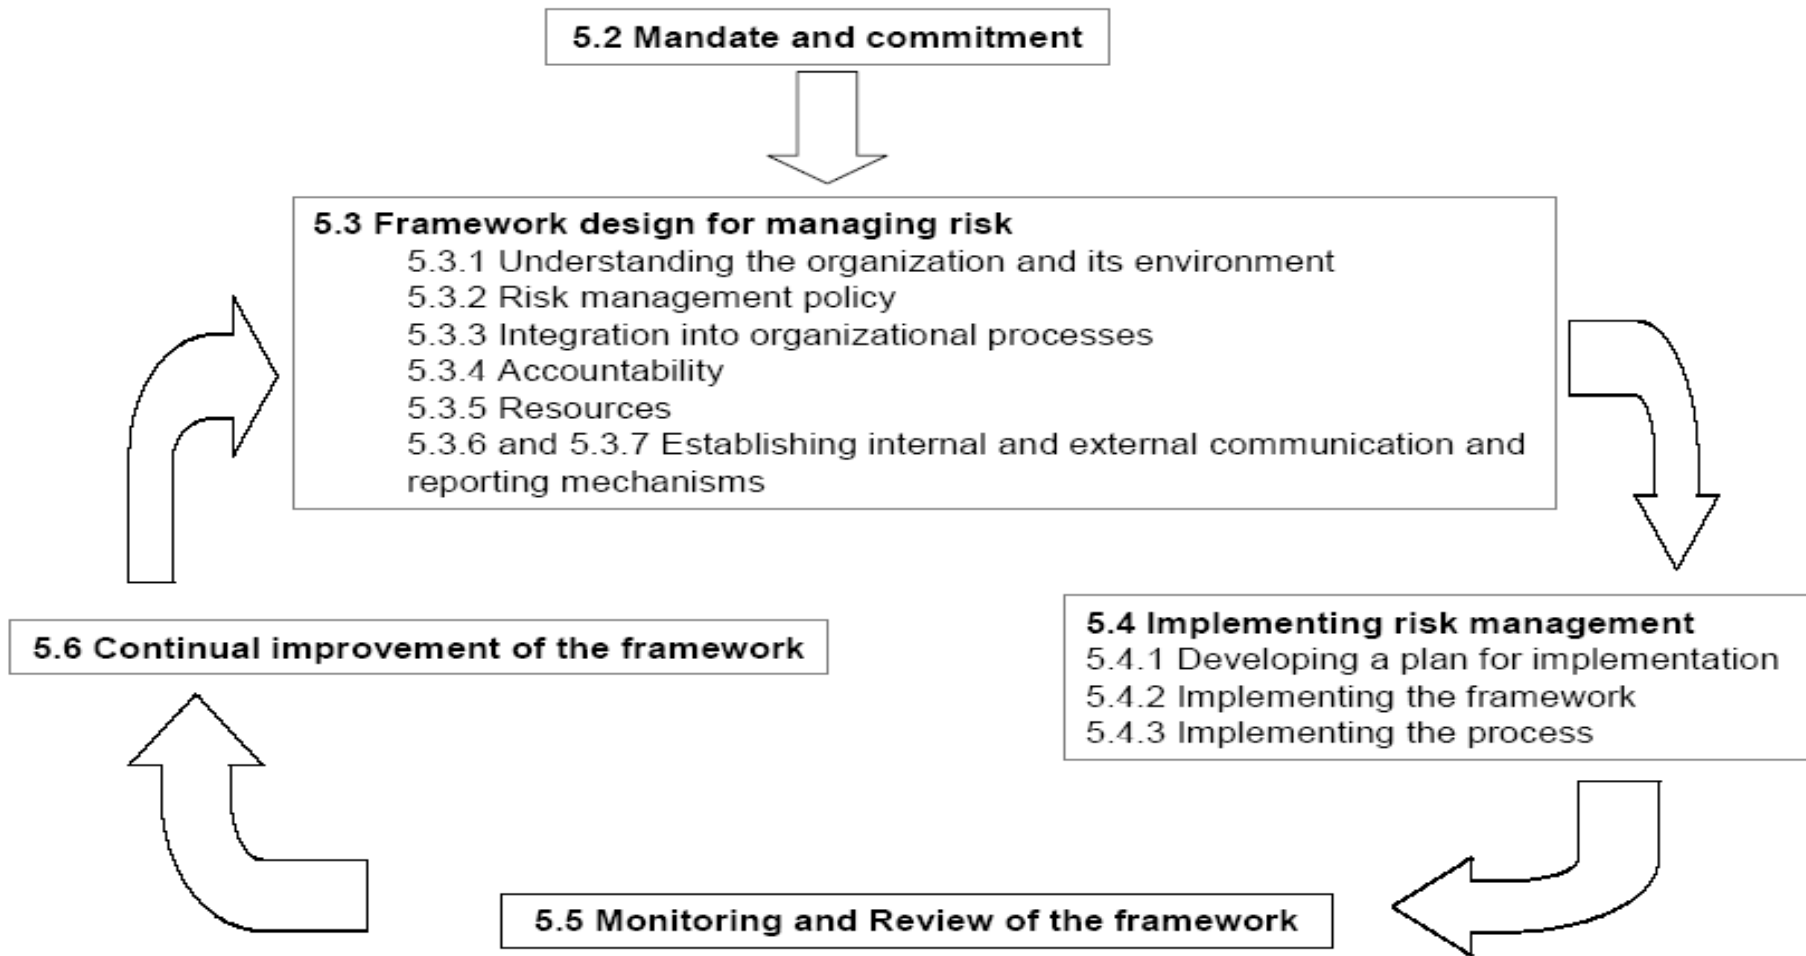 5.2 Mandate and commitment
5.3 Framework design for managing risk
5.3.1 Understanding the organization and its environment
5.3.2 Risk management policy
5.3.3 Integration into organizational processes
5.3.4 Accountability
5.3.5 Resources
5.3.6 and 5.3.7 Establishing internal and external communication and
reporting mechanisms
5.4 Implementing risk management
5.4.1 Developing a plan for implementation
5.4.2 Implementing the framework
5.4.3 Implementing the process
5.5 Monitoring and Review of the framework
5.6 Continual improvement of the framework